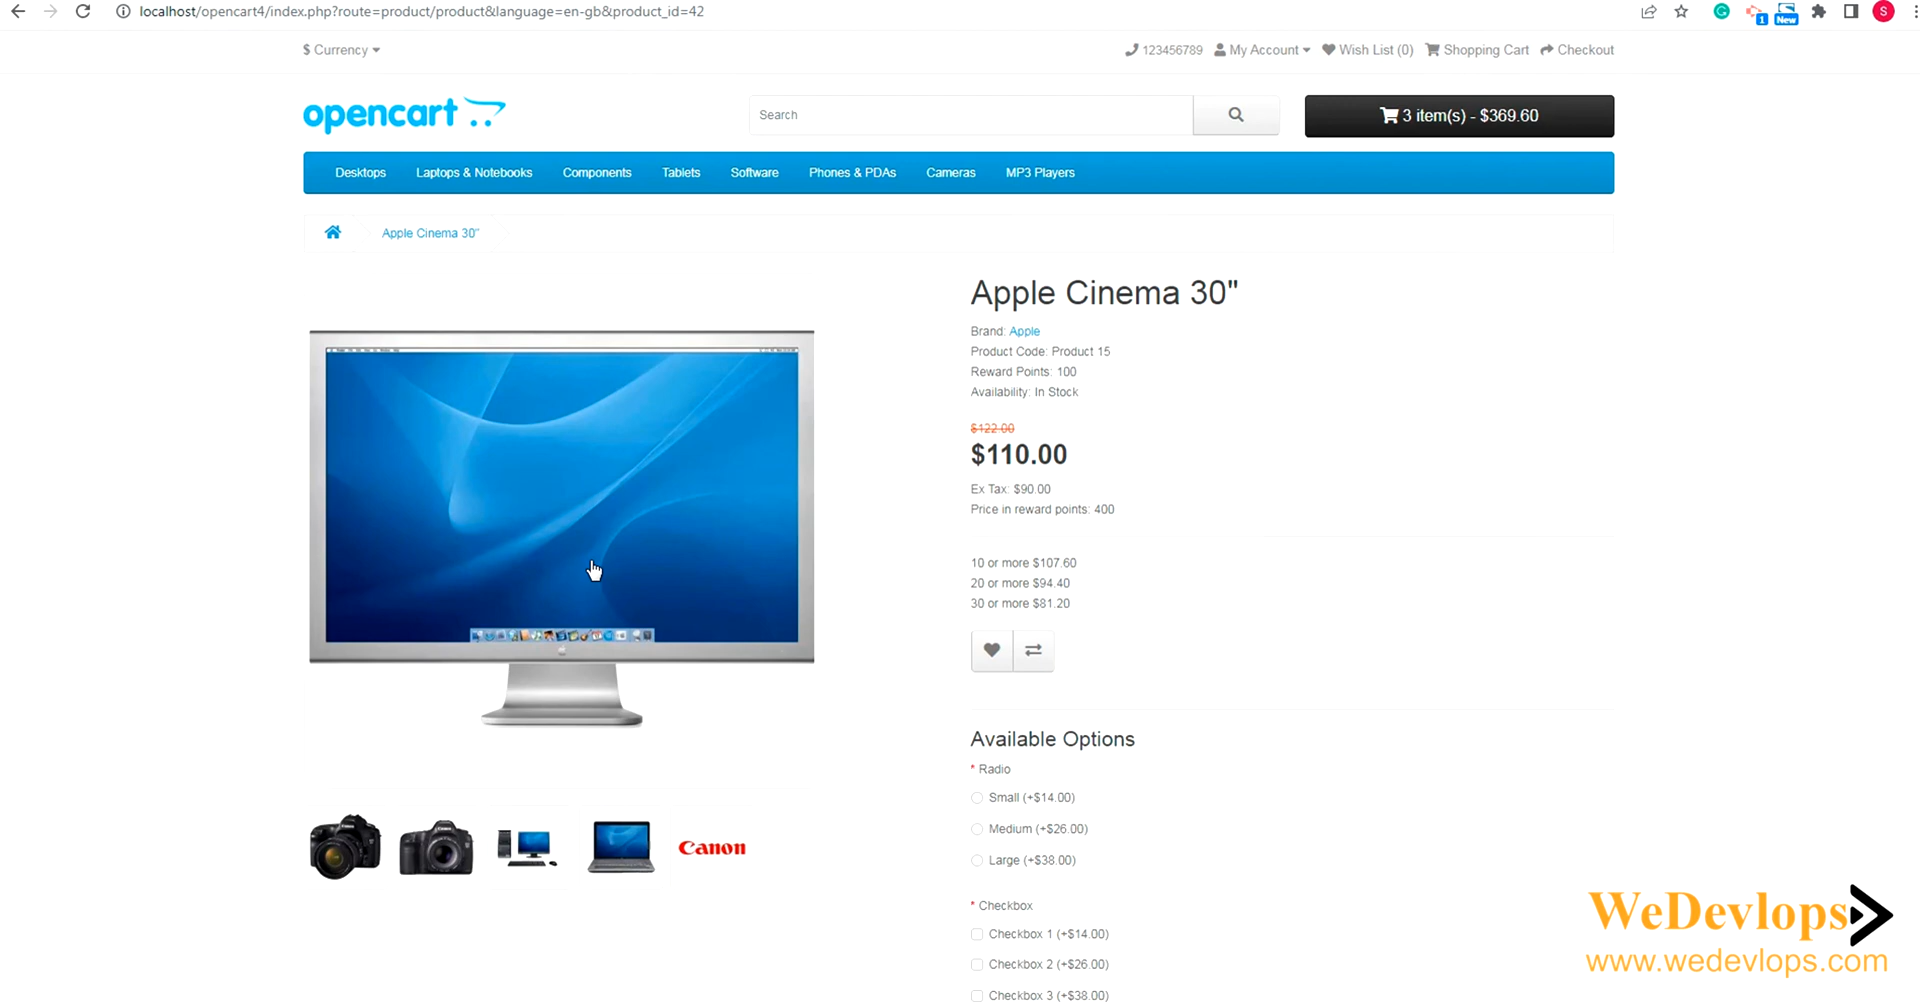 localhost/opencart4/index.php?route=product/product&language=en-gb&product_id=42
1
New
S
$ Currency
123456789 My Account Wish List (0) Shopping Cart Checkout
opencart
Search
3 item(s) - $369.60
Desktops Laptops & Notebooks Components Tablets Software Phones & PDAs Cameras MP3 Players
Apple Cinema 30"
Apple Cinema 30"
Brand: Apple
Product Code: Product 15
Reward Points: 100
Availability: In Stock
$122.00
$110.00
Ex Tax: $90.00
Price in reward points: 400
10 or more $107.60
20 or more $94.40
30 or more $81.20
Available Options
* Radio
Small (+$14.00)
Medium (+$26.00)
Large (+$38.00)
* Checkbox
Checkbox 1 (+$14.00)
Checkbox 2 (+$26.00)
Checkbox 3 (+$38.00)
Canon
WeDevlops
www.wedevlops.com